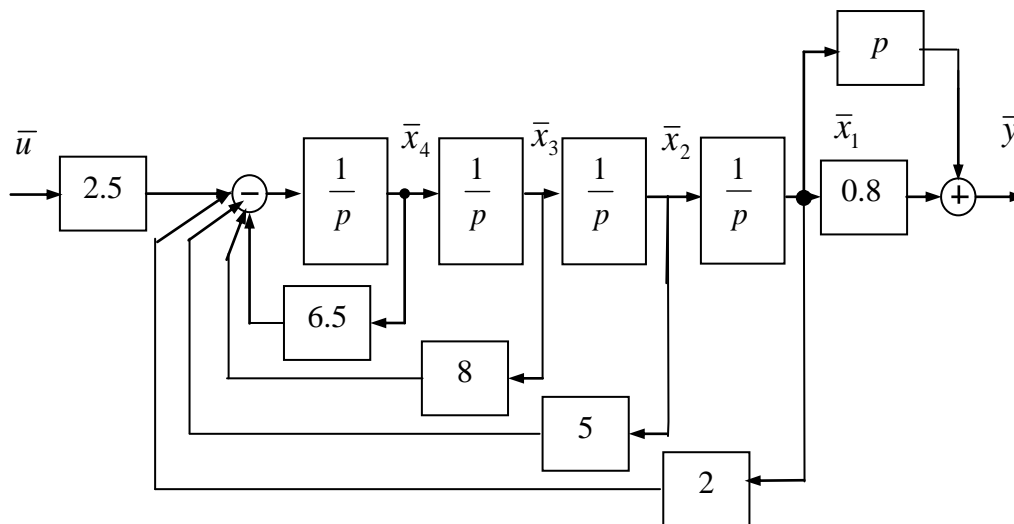 p
u̅ x̅₄ x̅₃ x̅₂ x̅₁ y̅
2.5 − 1/p 1/p 1/p 1/p 0.8 +
6.5
8
5
2